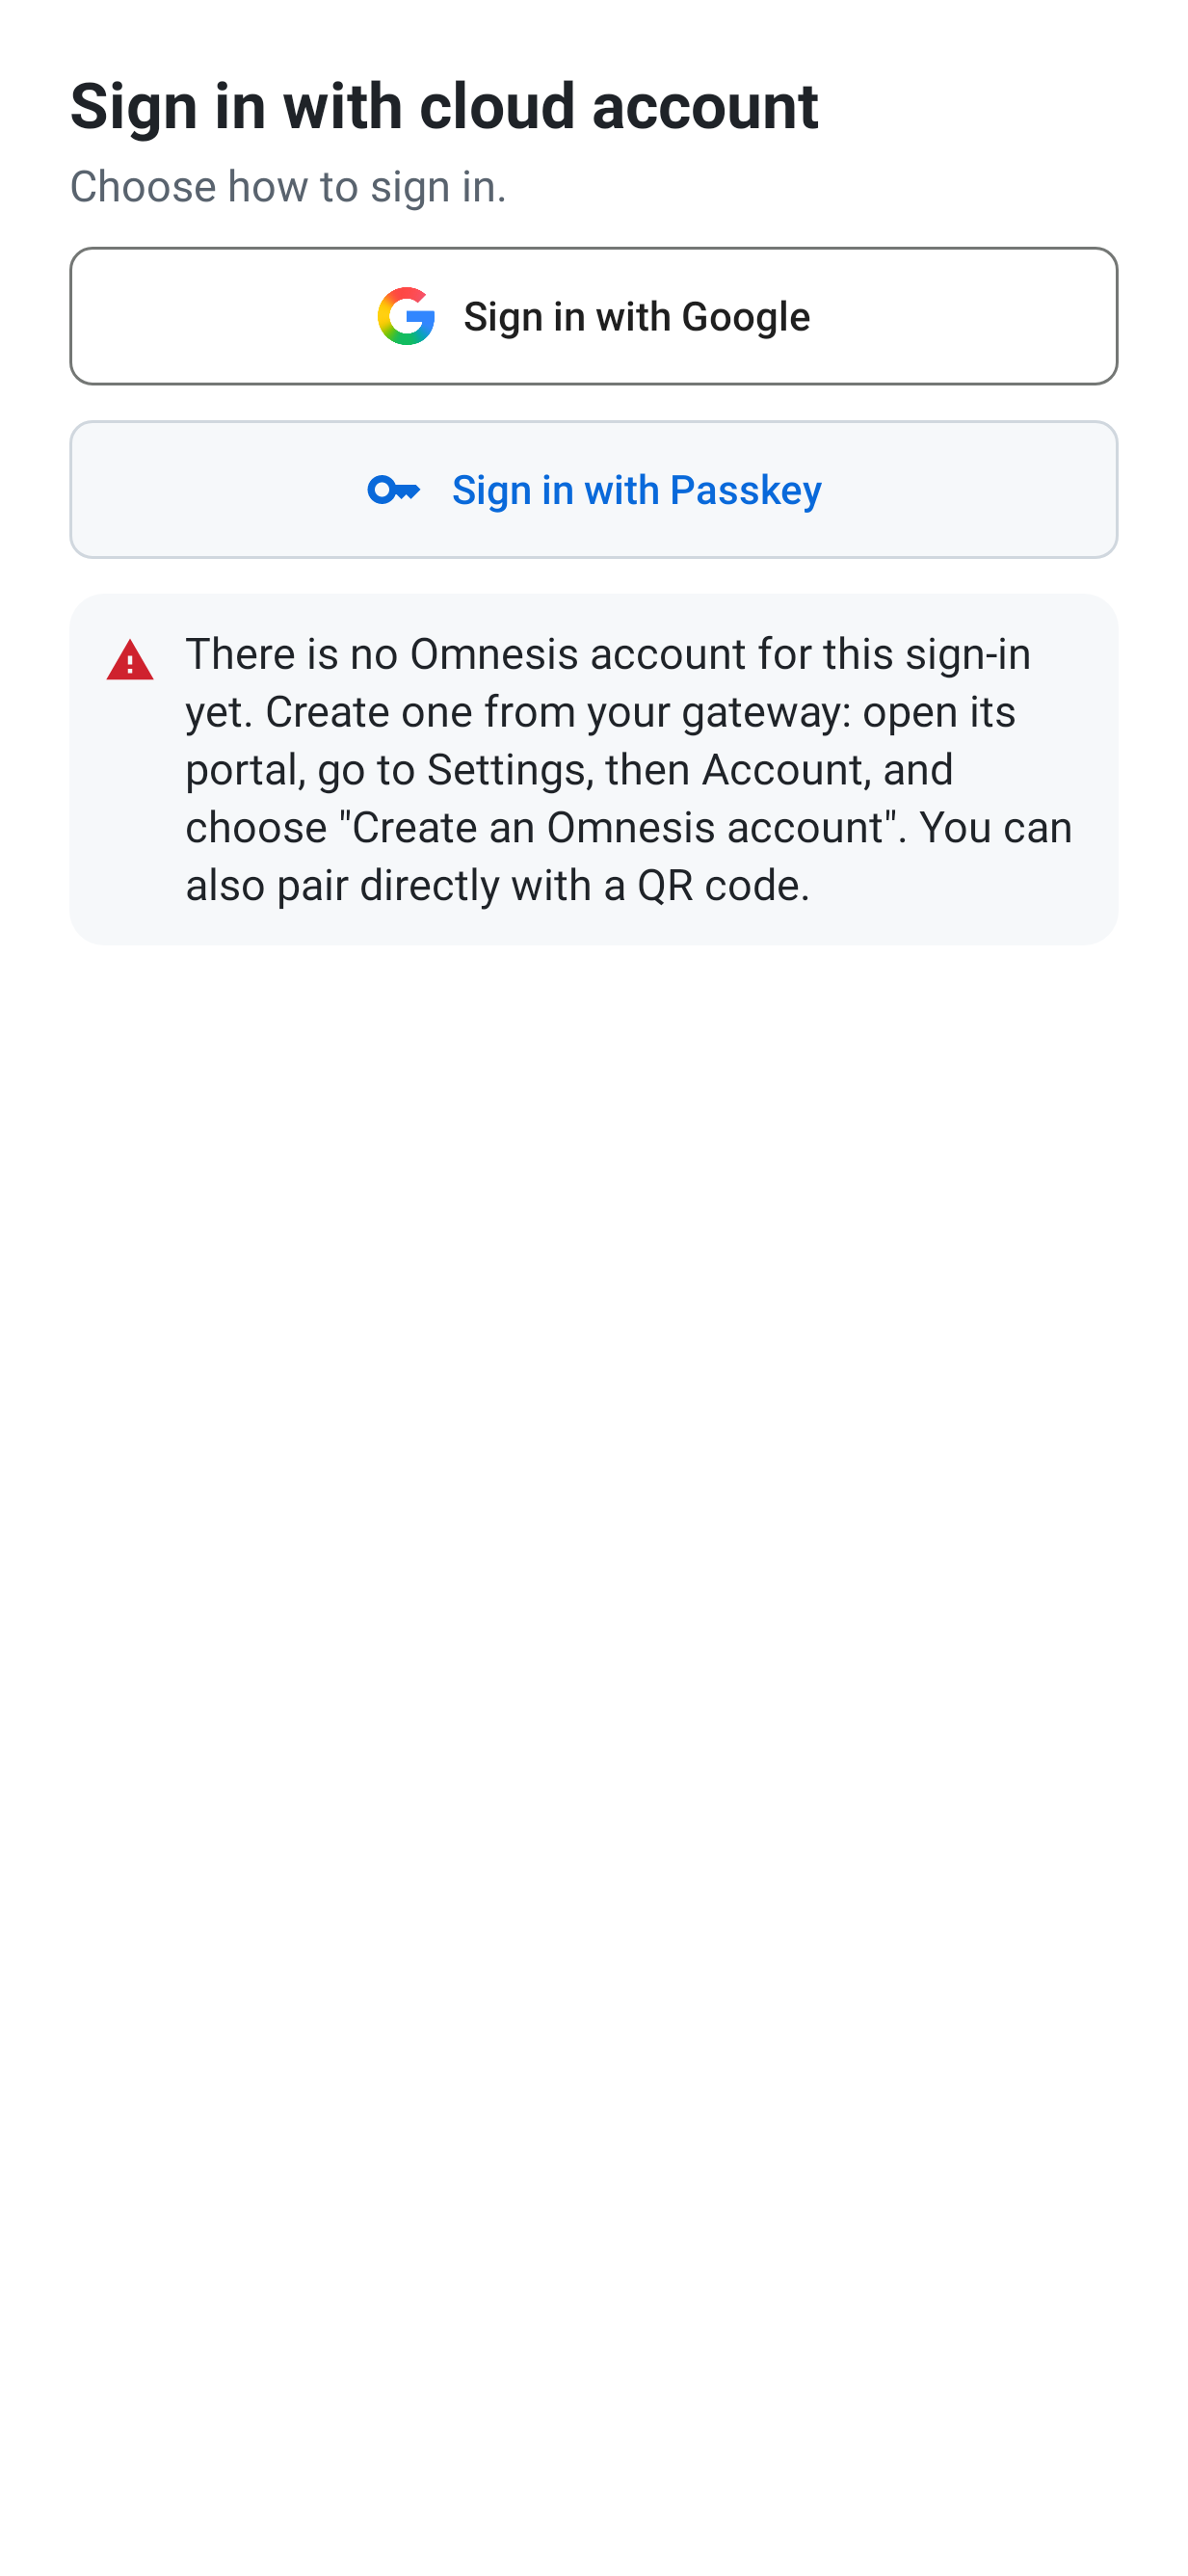 Sign in with cloud account
Choose how to sign in.
Sign in with Google
Sign in with Passkey
There is no Omnesis account for this sign-in
yet. Create one from your gateway: open its
portal, go to Settings, then Account, and
choose "Create an Omnesis account". You can
also pair directly with a QR code.